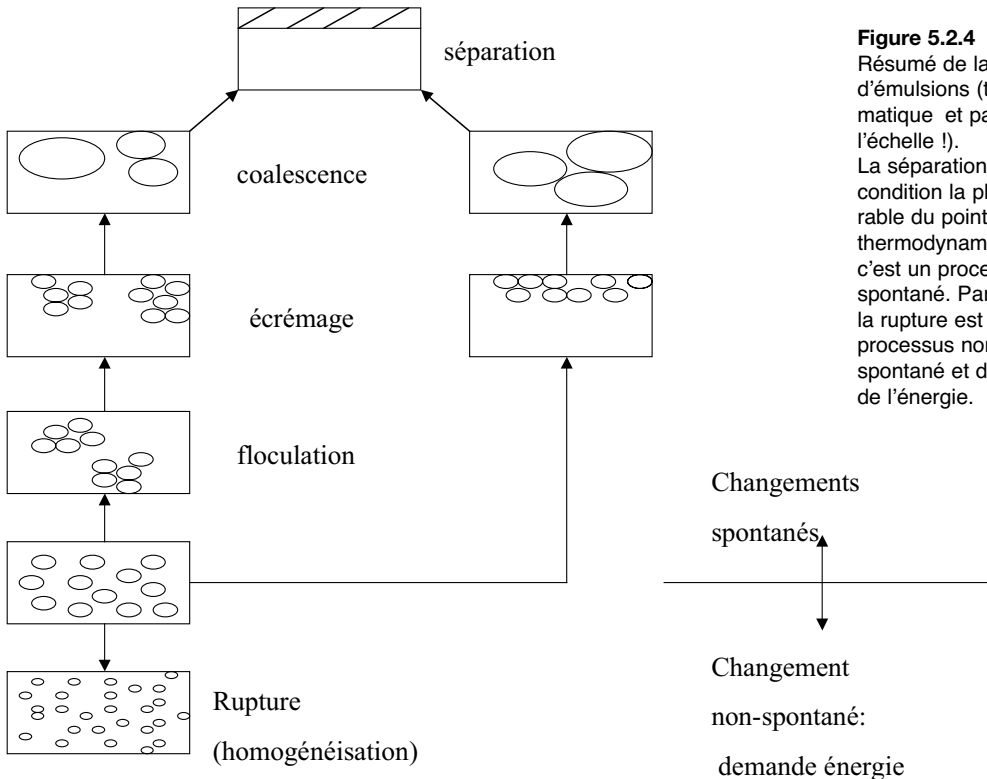 séparation
coalescence
écrémage
floculation
Rupture
(homogénéisation)
Figure 5.2.4
Résumé de la
d'émulsions (t
matique et pa
l'échelle !).
La séparation
condition la pl
rable du point
thermodynam
c'est un proce
spontané. Par
la rupture est
processus nor
spontané et d
de l'énergie.
Changements
spontanés
Changement
non-spontané:
demande énergie